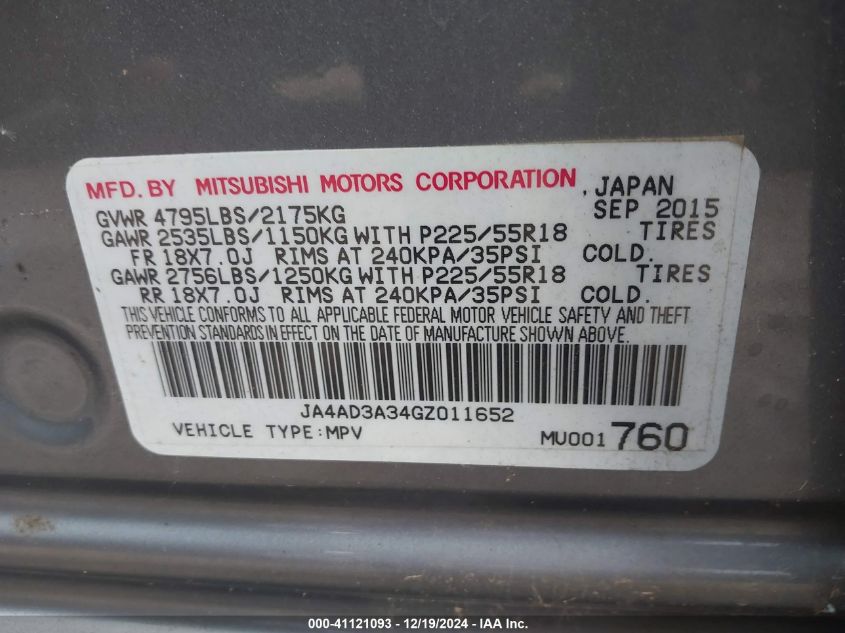 MFD. BY MITSUBISHI MOTORS CORPORATION, JAPAN
GVWR 4795LBS/2175KG SEP 2015
GAWR 2535LBS/1150KG WITH P225/55R18 TIRES
FR 18X7.0J RIMS AT 240KPA/35PSI COLD.
GAWR 2756LBS/1250KG WITH P225/55R18 TIRES
RR 18X7.0J RIMS AT 240KPA/35PSI COLD.
THIS VEHICLE CONFORMS TO ALL APPLICABLE FEDERAL MOTOR VEHICLE SAFETY AND THEFT
PREVENTION STANDARDS IN EFFECT ON THE DATE OF MANUFACTURE SHOWN ABOVE.
JA4AD3A34GZ011652
VEHICLE TYPE:MPV MU001760
000-41121093 - 12/19/2024 - IAA Inc.